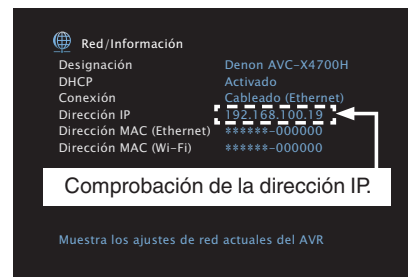 Red/Información
Designación Denon AVC-X4700H
DHCP Activado
Conexión Cableado (Ethernet)
Dirección IP 192.168.100.19
Dirección MAC (Ethernet) ******-000000
Dirección MAC (Wi-Fi) ******-000000
Comprobación de la dirección IP.
Muestra los ajustes de red actuales del AVR